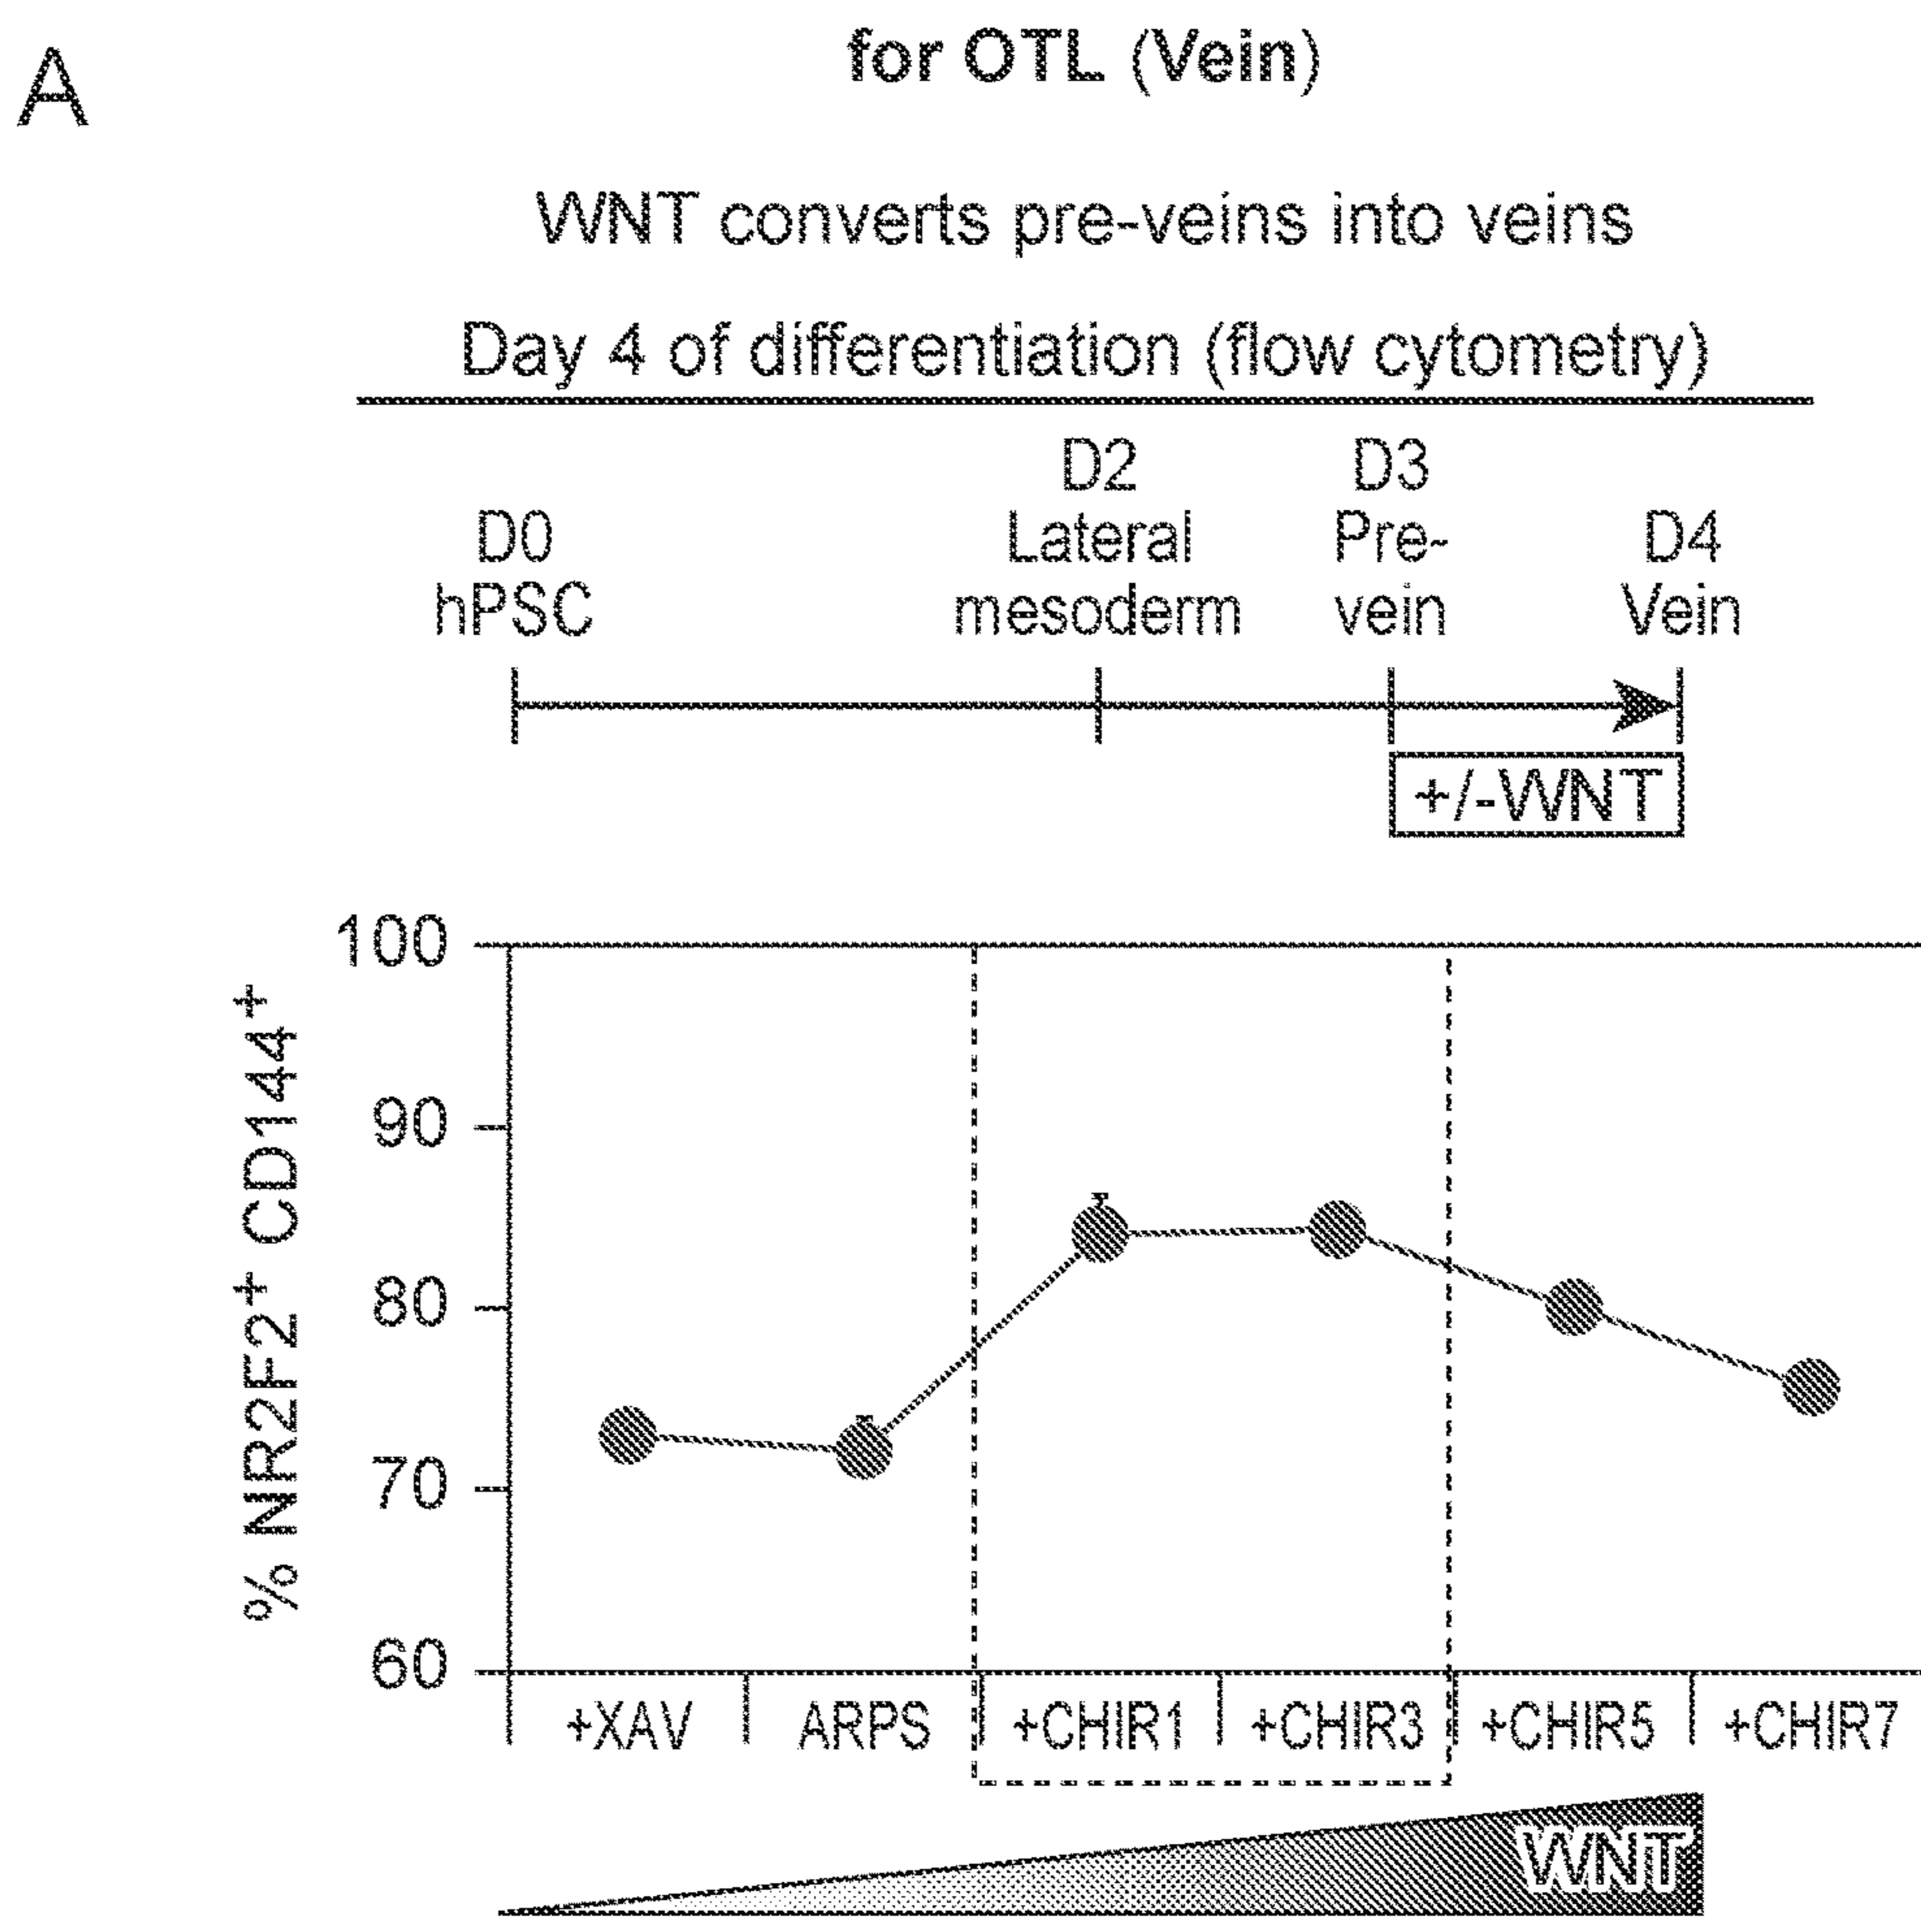 A
for OTL (Vein)
WNT converts pre-veins into veins
Day 4 of differentiation (flow cytometry)
D0
hPSC
D2
Lateral
mesoderm
D3
Pre-
vein
D4
Vein
+/-WNT
% NR2F2⁺ CD144⁺
100
90
80
70
60
+XAV
ARPS
+CHIR1
+CHIR3
+CHIR5
+CHIR7
WNT